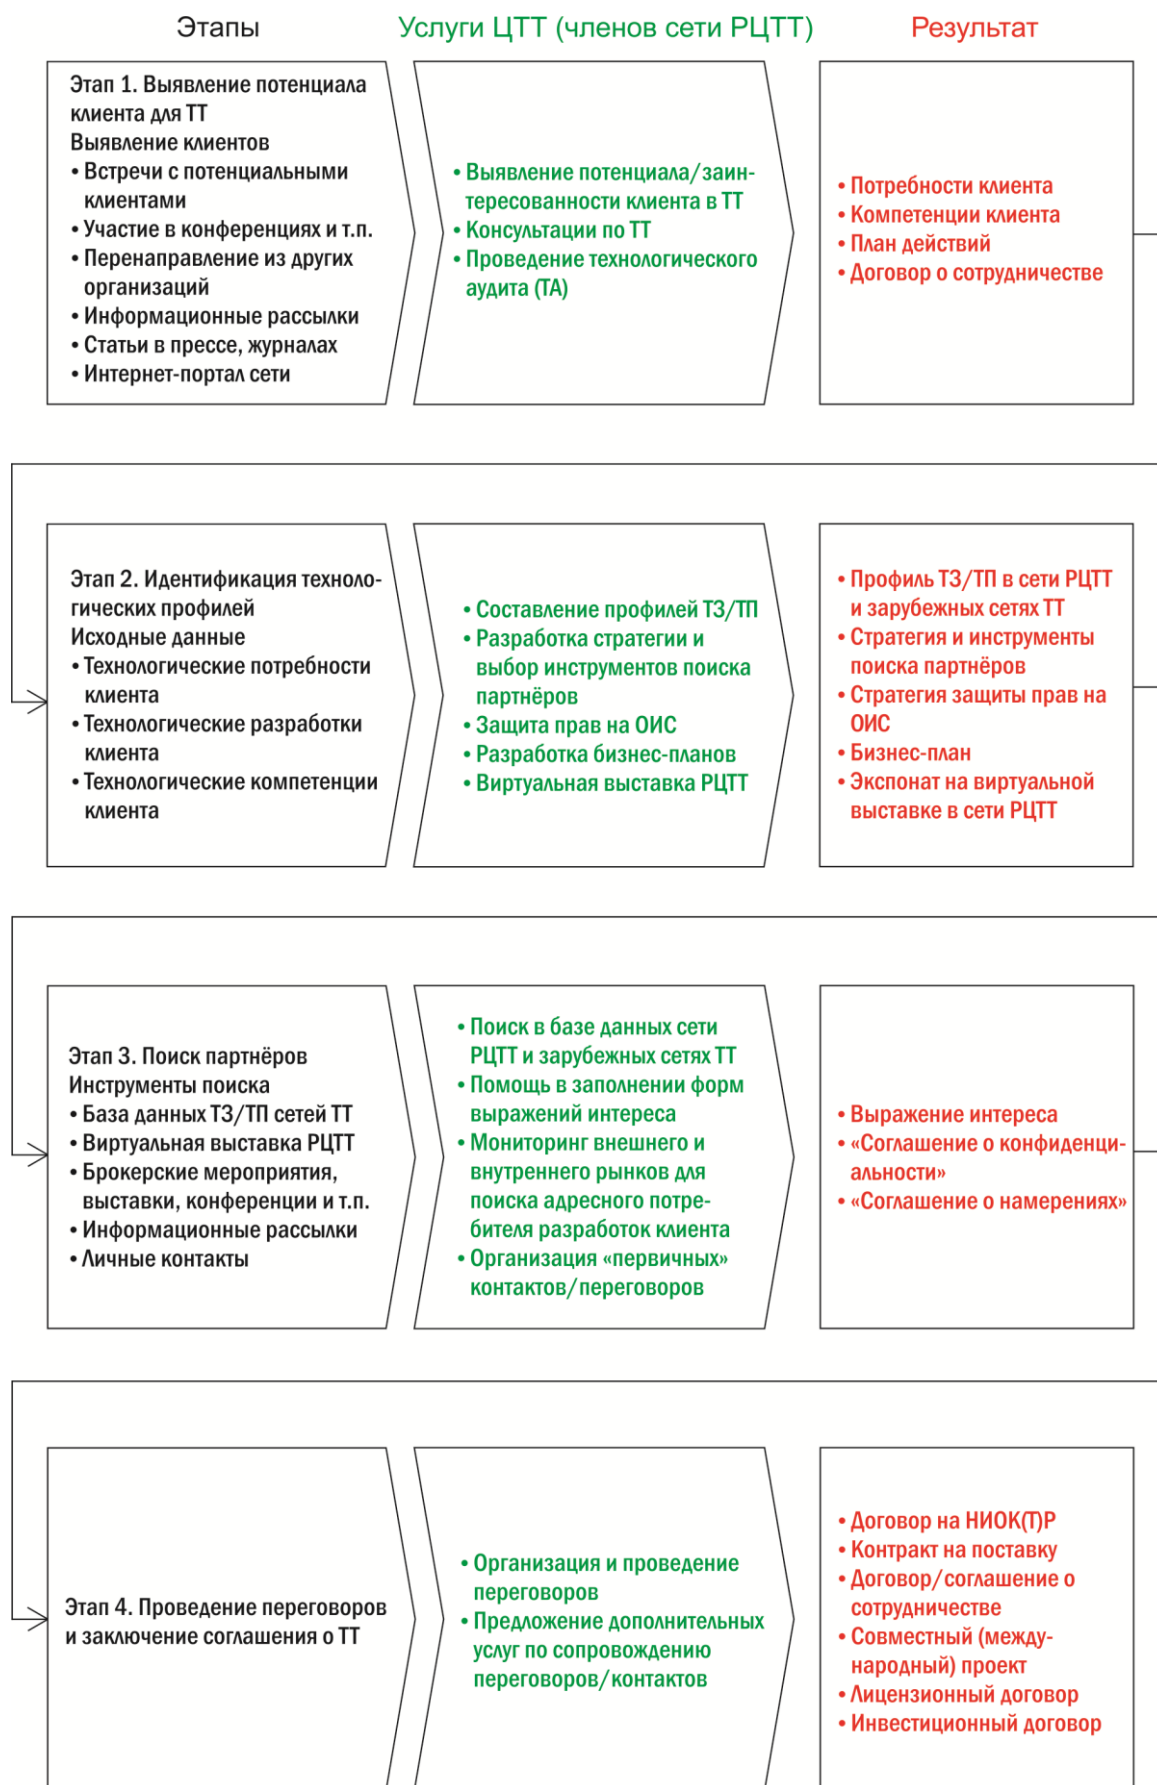 Этапы
Услуги ЦТТ (членов сети РЦТТ)
Результат
Этап 1. Выявление потенциала
клиента для ТТ
Выявление клиентов
• Встречи с потенциальными
клиентами
• Участие в конференциях и т.п.
• Перенаправление из других
организаций
• Информационные рассылки
• Статьи в прессе, журналах
• Интернет-портал сети
• Выявление потенциала/заин-
тересованности клиента в ТТ
• Консультации по ТТ
• Проведение технологического
аудита (ТА)
• Потребности клиента
• Компетенции клиента
• План действий
• Договор о сотрудничестве
Этап 2. Идентификация техноло-
гических профилей
Исходные данные
• Технологические потребности
клиента
• Технологические разработки
клиента
• Технологические компетенции
клиента
• Составление профилей ТЗ/ТП
• Разработка стратегии и
выбор инструментов поиска
партнёров
• Защита прав на ОИС
• Разработка бизнес-планов
• Виртуальная выставка РЦТТ
• Профиль ТЗ/ТП в сети РЦТТ
и зарубежных сетях ТТ
• Стратегия и инструменты
поиска партнёров
• Стратегия защиты прав на
ОИС
• Бизнес-план
• Экспонат на виртуальной
выставке в сети РЦТТ
Этап 3. Поиск партнёров
Инструменты поиска
• База данных ТЗ/ТП сетей ТТ
• Виртуальная выставка РЦТТ
• Брокерские мероприятия,
выставки, конференции и т.п.
• Информационные рассылки
• Личные контакты
• Поиск в базе данных сети
РЦТТ и зарубежных сетях ТТ
• Помощь в заполнении форм
выражений интереса
• Мониторинг внешнего и
внутреннего рынков для
поиска адресного потре-
бителя разработок клиента
• Организация «первичных»
контактов/переговоров
• Выражение интереса
• «Соглашение о конфиденци-
альности»
• «Соглашение о намерениях»
Этап 4. Проведение переговоров
и заключение соглашения о ТТ
• Организация и проведение
переговоров
• Предложение дополнительных
услуг по сопровождению
переговоров/контактов
• Договор на НИОК(Т)Р
• Контракт на поставку
• Договор/соглашение о
сотрудничестве
• Совместный (между-
народный) проект
• Лицензионный договор
• Инвестиционный договор